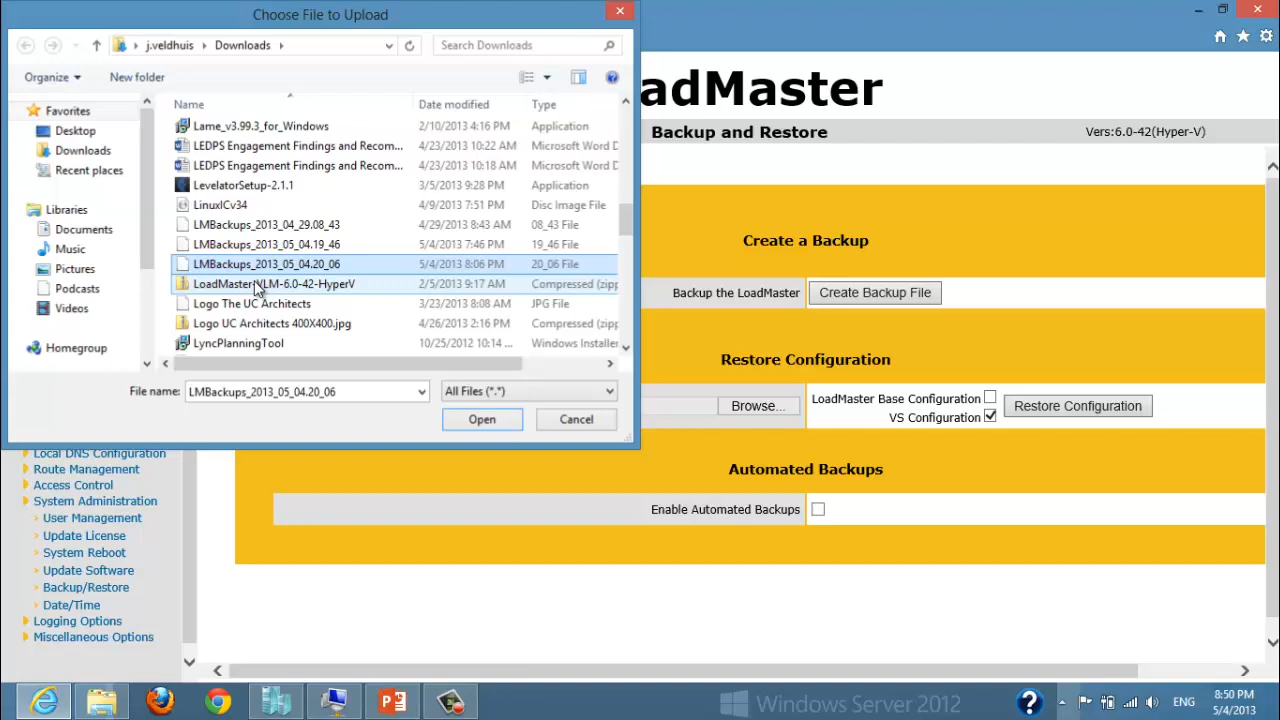 Choose File to Upload
j.veldhuis Downloads
Search Downloads
Organize New folder
Favorites
Desktop
Downloads
Recent places
Libraries
Documents
Music
Pictures
Podcasts
Videos
Homegroup
Name Date modified Type
Lame_v3.99.3_for_Windows 2/10/2013 4:16 PM Application
LEDPS Engagement Findings and Recom... 4/23/2013 10:22 AM Microsoft Word D
LEDPS Engagement Findings and Recom... 4/23/2013 10:18 AM Microsoft Word D
LevelatorSetup-2.1.1 3/5/2013 9:28 PM Application
LinuxICv34 4/9/2013 7:51 PM Disc Image File
LMBackups_2013_04_29.08_43 4/29/2013 8:43 AM 08_43 File
LMBackups_2013_05_04.19_46 5/4/2013 7:46 PM 19_46 File
LMBackups_2013_05_04.20_06 5/4/2013 8:06 PM 20_06 File
LoadMaster-VLM-6.0-42-HyperV 2/5/2013 9:17 AM Compressed (zipp
Logo The UC Architects 3/23/2013 8:08 AM JPG File
Logo UC Architects 400X400.jpg 4/26/2013 2:16 PM Compressed (zipp
LyncPlanningTool 10/25/2012 10:14 ... Windows Installer
File name: LMBackups_2013_05_04.20_06 All Files (*.*)
Open Cancel
adMaster
Backup and Restore Vers:6.0-42(Hyper-V)
Create a Backup
Backup the LoadMaster Create Backup File
Restore Configuration
Browse... LoadMaster Base Configuration Restore Configuration
VS Configuration
Automated Backups
Enable Automated Backups
Local DNS Configuration
Route Management
Access Control
System Administration
User Management
Update License
System Reboot
Update Software
Backup/Restore
Date/Time
Logging Options
Miscellaneous Options
Windows Server 2012
ENG
8:50 PM
5/4/2013